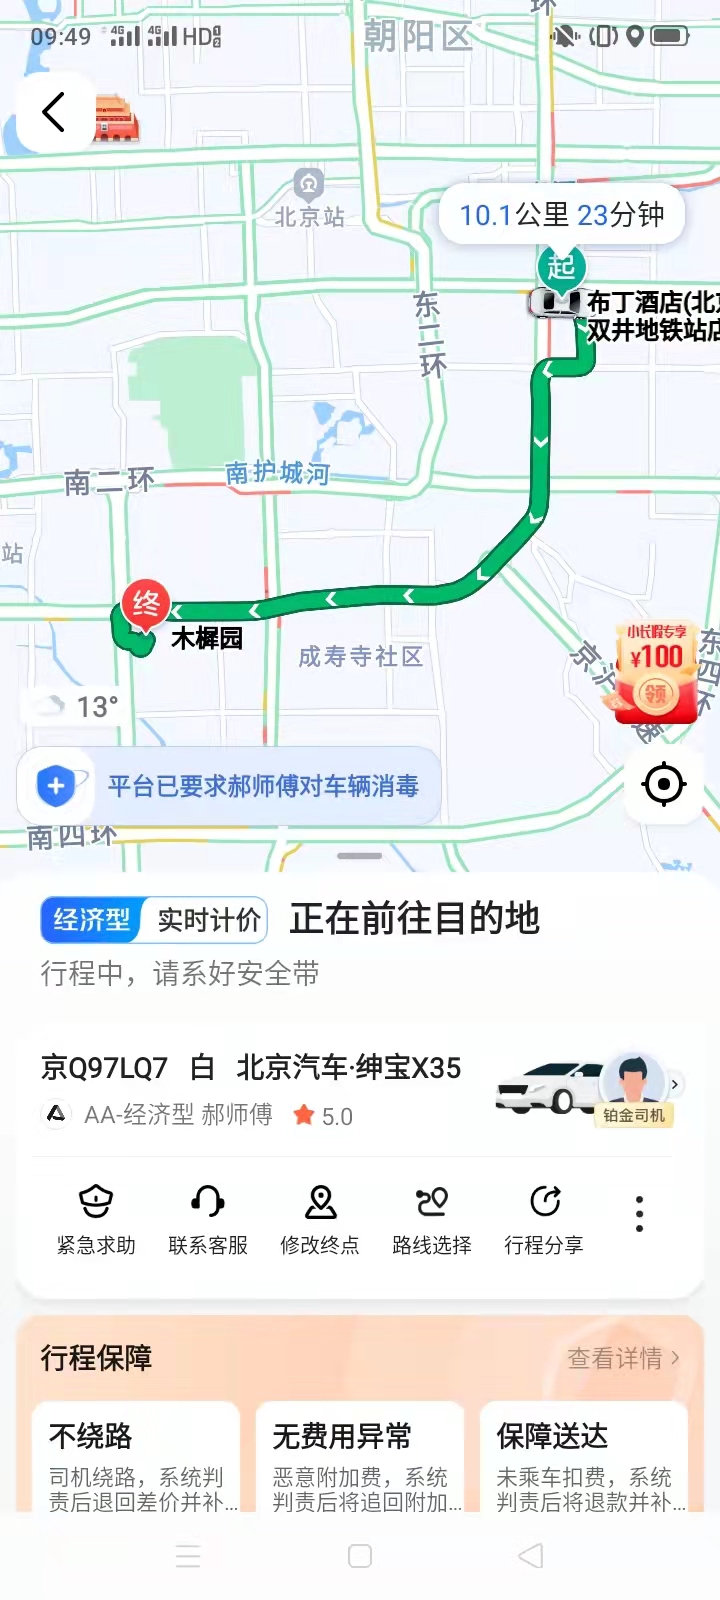 环
09:49 4G 4G HD
朝阳区
北京站
10.1公里 23分钟
起
布丁酒店(北京
双井地铁站店
东二环
南二环
南护城河
站
终
木樨园
成寿寺社区
小长假专享
¥100
领
京沪
速
东四环
13°
平台已要求郝师傅对车辆消毒
南四环
经济型 实时计价 正在前往目的地
行程中，请系好安全带
京Q97LQ7 白 北京汽车·绅宝X35
AA-经济型 郝师傅 5.0
铂金司机
紧急求助 联系客服 修改终点 路线选择 行程分享
行程保障 查看详情
不绕路 无费用异常 保障送达
司机绕路，系统判 恶意附加费，系统 未乘车扣费，系统
责后退回差价并补... 判责后将追回附加... 判责后将退款并补...